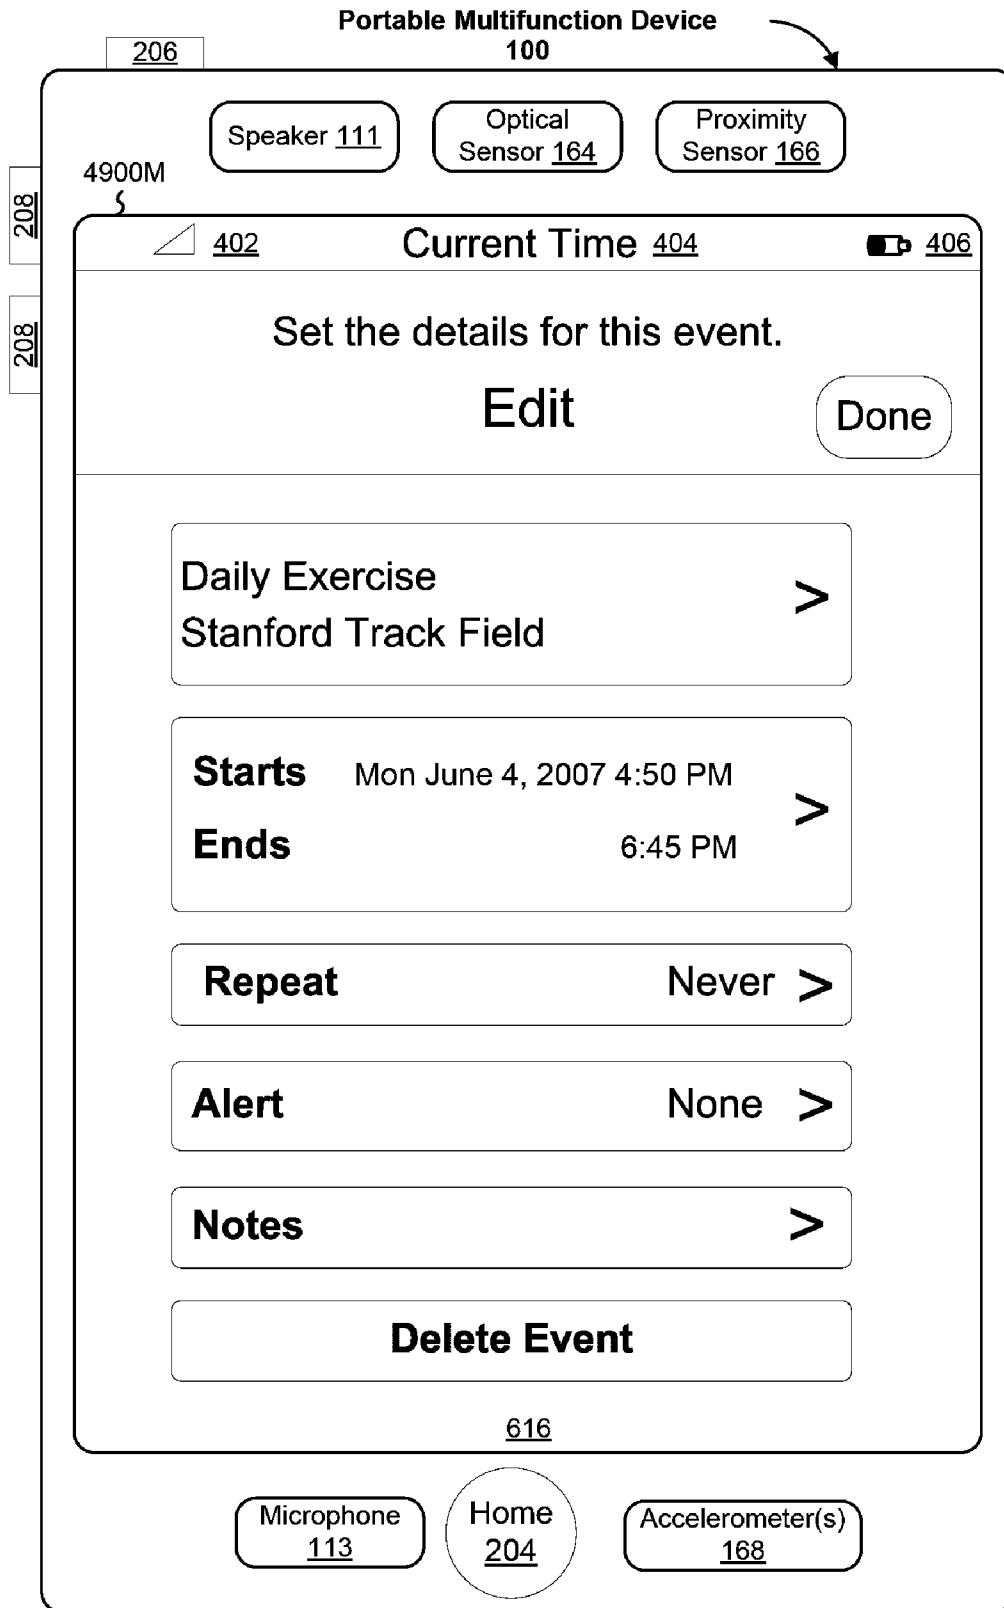 Portable Multifunction Device
100
206
Speaker 111
Optical
Sensor 164
Proximity
Sensor 166
4900M
208
208
402
Current Time 404
406
Set the details for this event.
Edit
Done
Daily Exercise
Stanford Track Field
>
Starts Mon June 4, 2007 4:50 PM
>
Ends 6:45 PM
Repeat Never >
Alert None >
Notes >
Delete Event
616
Microphone
113
Home
204
Accelerometer(s)
168